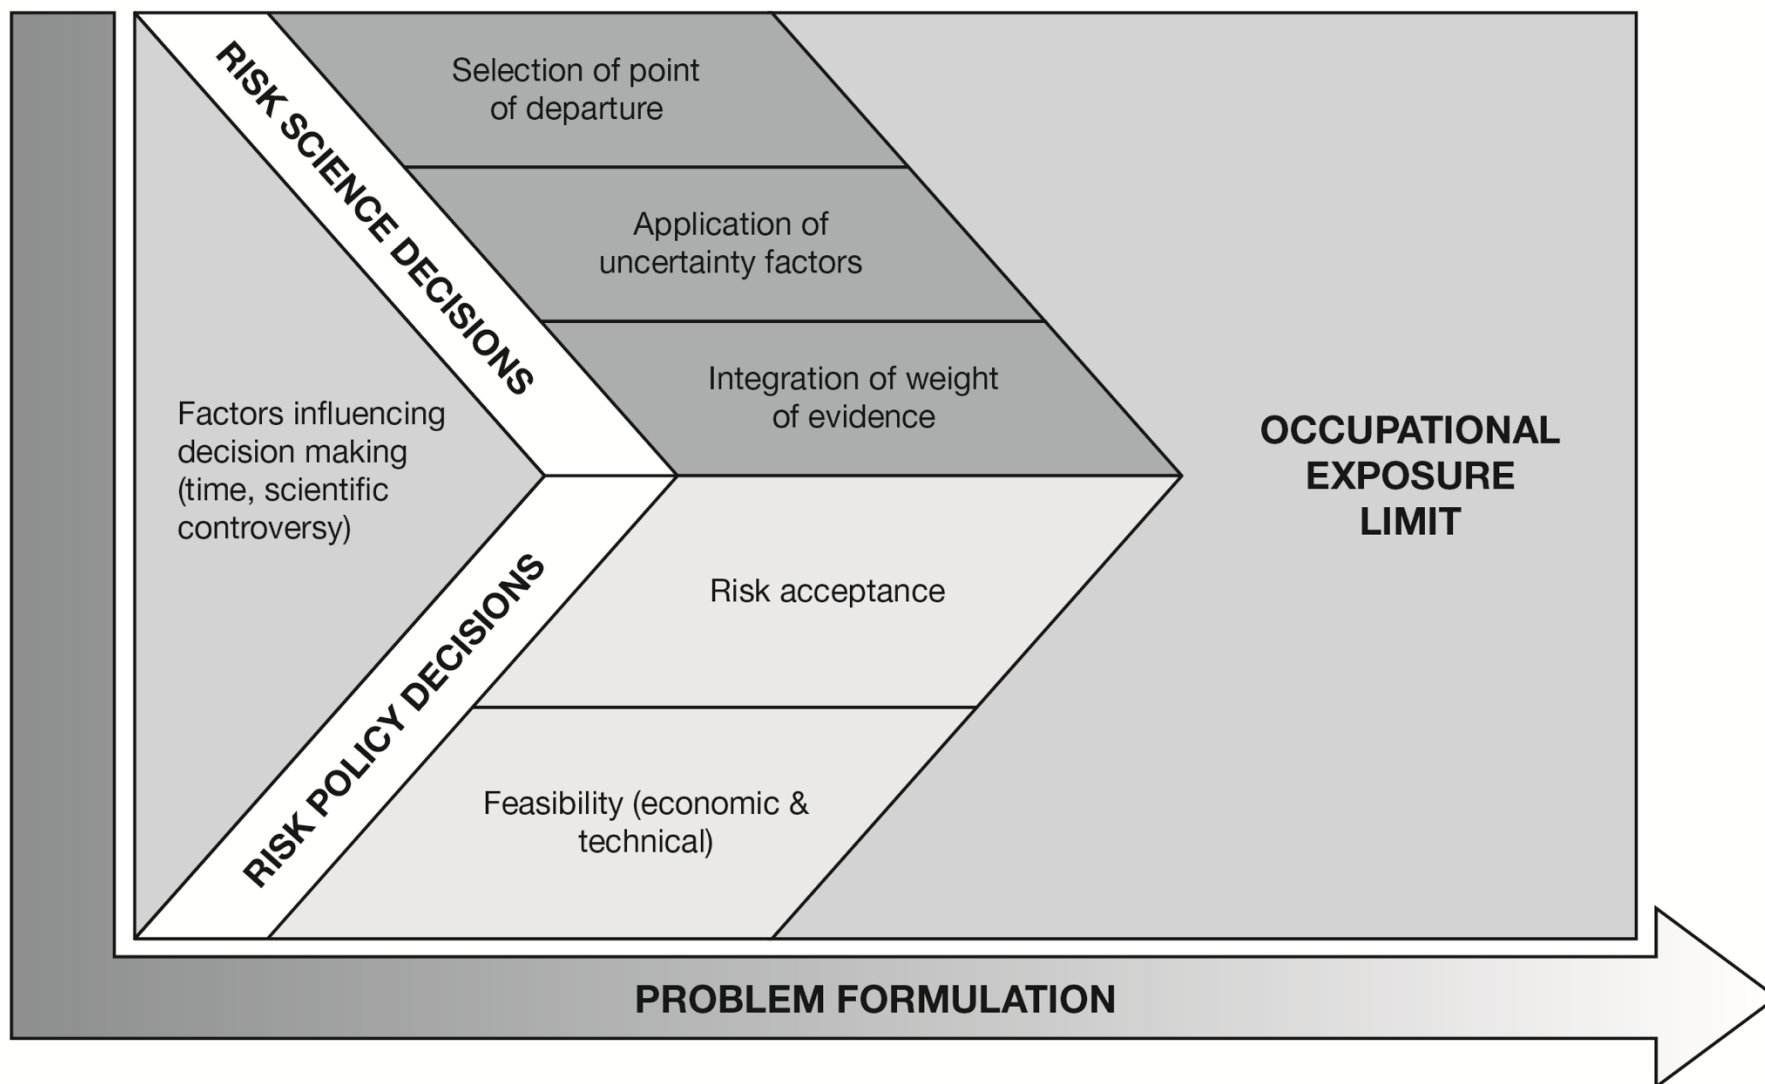 RISK SCIENCE DECISIONS
Selection of point
of departure
Application of
uncertainty factors
Integration of weight
of evidence
Factors influencing
decision making
(time, scientific
controversy)
OCCUPATIONAL
EXPOSURE
LIMIT
RISK POLICY DECISIONS
Risk acceptance
Feasibility (economic &
technical)
PROBLEM FORMULATION